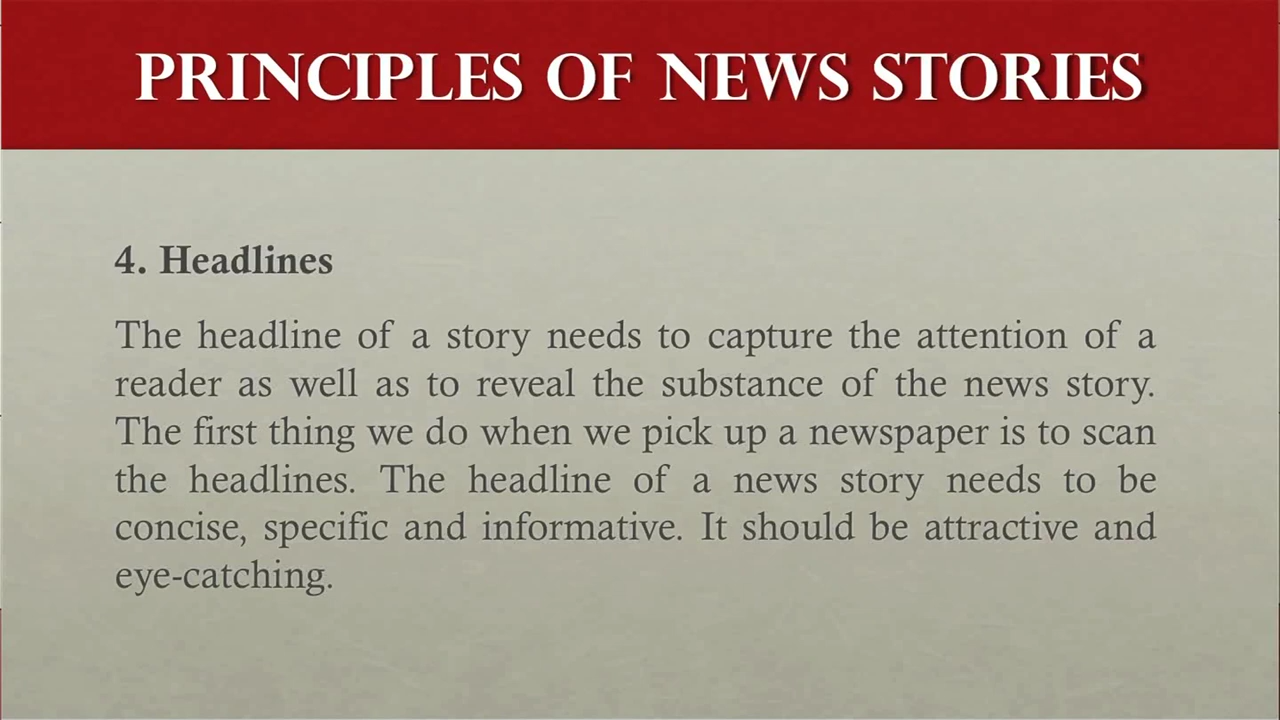 PRINCIPLES OF NEWS STORIES
4. Headlines
The headline of a story needs to capture the attention of a
reader as well as to reveal the substance of the news story.
The first thing we do when we pick up a newspaper is to scan
the headlines. The headline of a news story needs to be
concise, specific and informative. It should be attractive and
eye-catching.